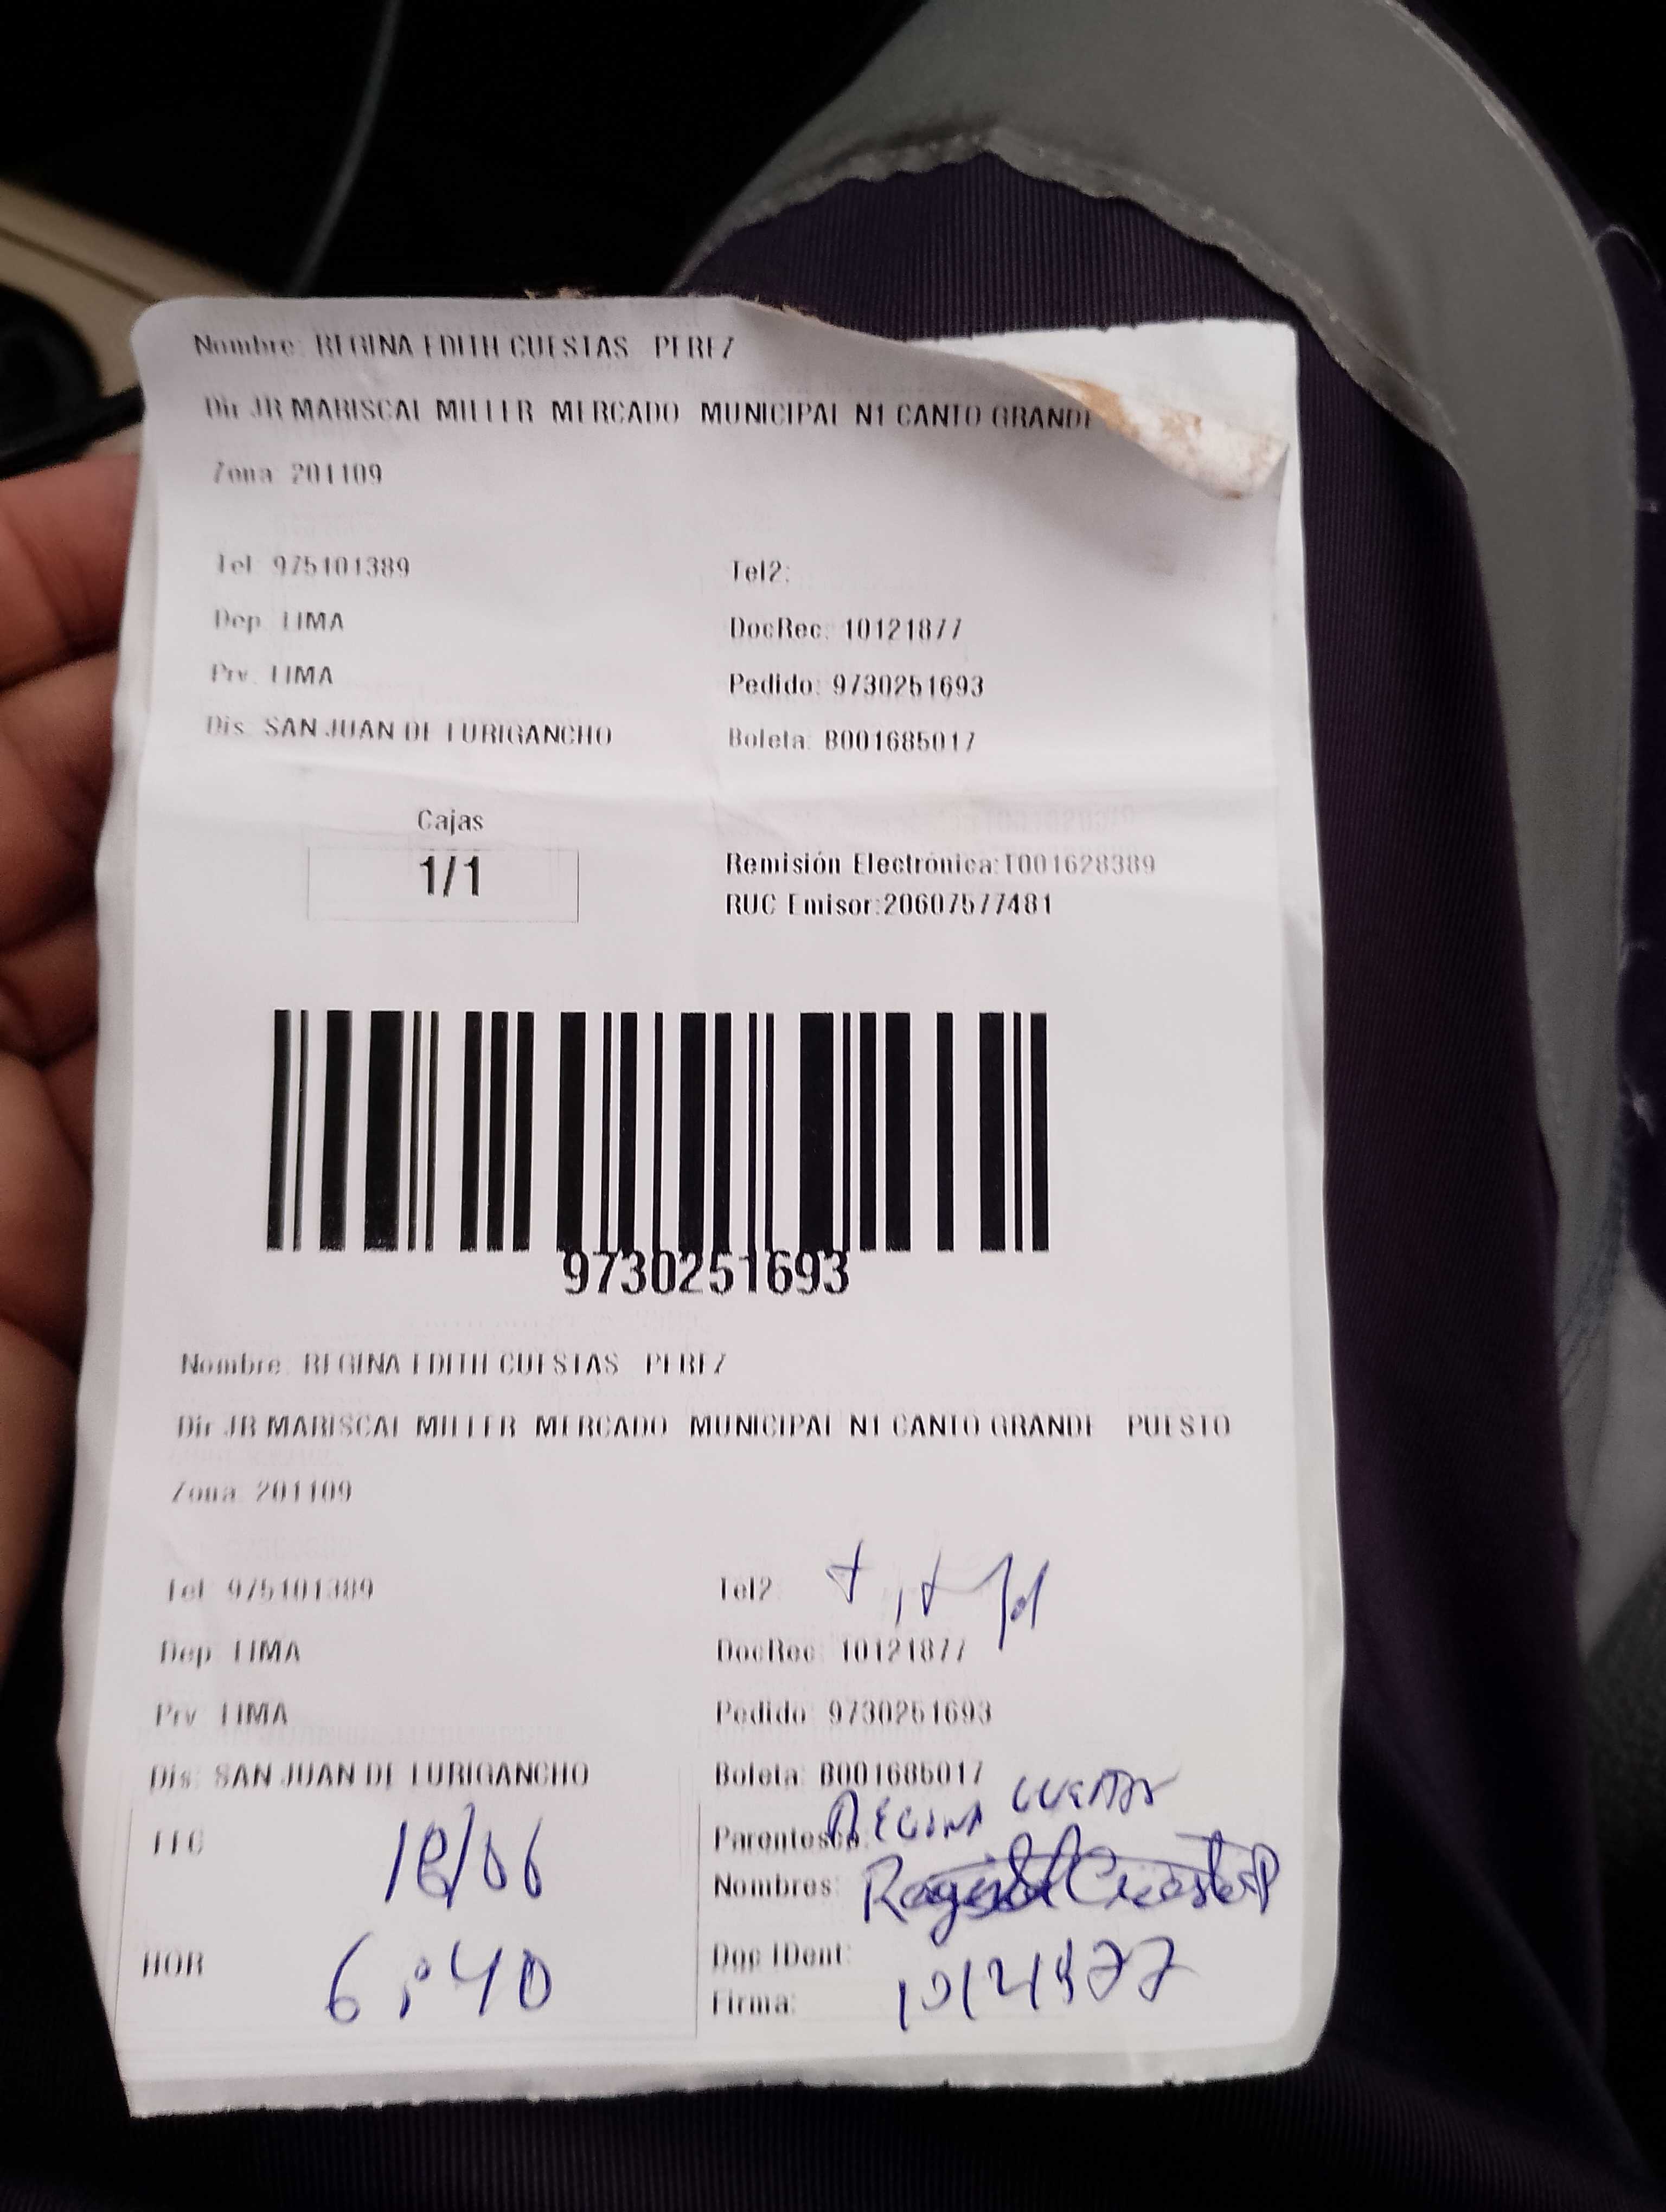 Nombre: REGINA EDITH CUESTAS PEREZ
Dir JR MARISCAL MILLER MERCADO MUNICIPAL N1 CANTO GRANDE
Zona: 201109
Tel: 975101389 Tel2:
Dep: LIMA DocRec: 10121877
Prv: LIMA Pedido: 9730251693
Dis: SAN JUAN DE LURIGANCHO Boleta: B001685017
Cajas
1/1
Remisión Electrónica:T001628389
RUC Emisor:20607577481
9730251693
Nombre: REGINA EDITH CUESTAS PEREZ
Dir JR MARISCAL MILLER MERCADO MUNICIPAL N1 CANTO GRANDE PUESTO
Zona: 201109
Tel: 975101389 Tel2:
Dep: LIMA DocRec: 10121877
Prv: LIMA Pedido: 9730251693
Dis: SAN JUAN DE LURIGANCHO Boleta: B001685017
18/06 Parentesco: REGINA CUESTAS
Nombres: Regina Cuestas P
HOR 6:40 Doc IDent: 10121877
Firma: